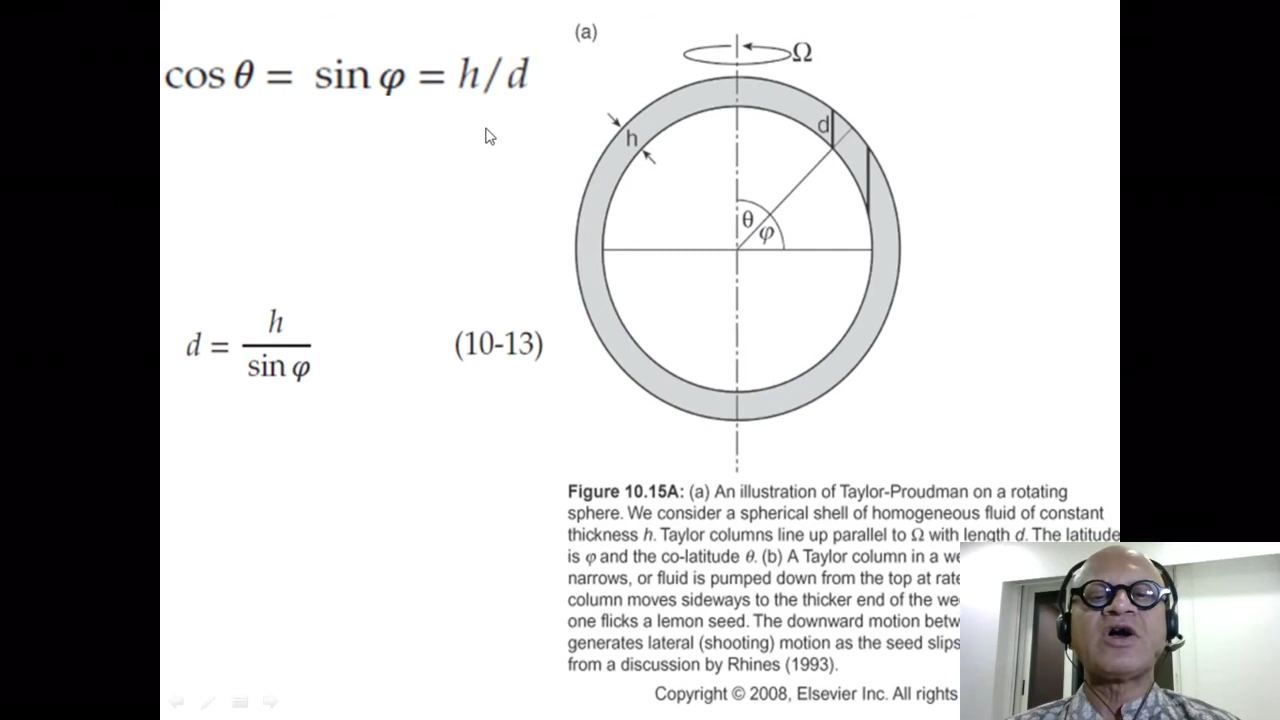 cos θ = sin φ = h/d
d = h / sin φ (10-13)
(a)
Ω
d
h
θ
φ
Figure 10.15A: (a) An illustration of Taylor-Proudman on a rotating
sphere. We consider a spherical shell of homogeneous fluid of constant
thickness h. Taylor columns line up parallel to Ω with length d. The latitude
is φ and the co-latitude θ. (b) A Taylor column in a
narrows, or fluid is pumped down from the top at rate
column moves sideways to the thicker end of the
one flicks a lemon seed. The downward motion
generates lateral (shooting) motion as the seed slips
from a discussion by Rhines (1993).
Copyright © 2008, Elsevier Inc. All rights